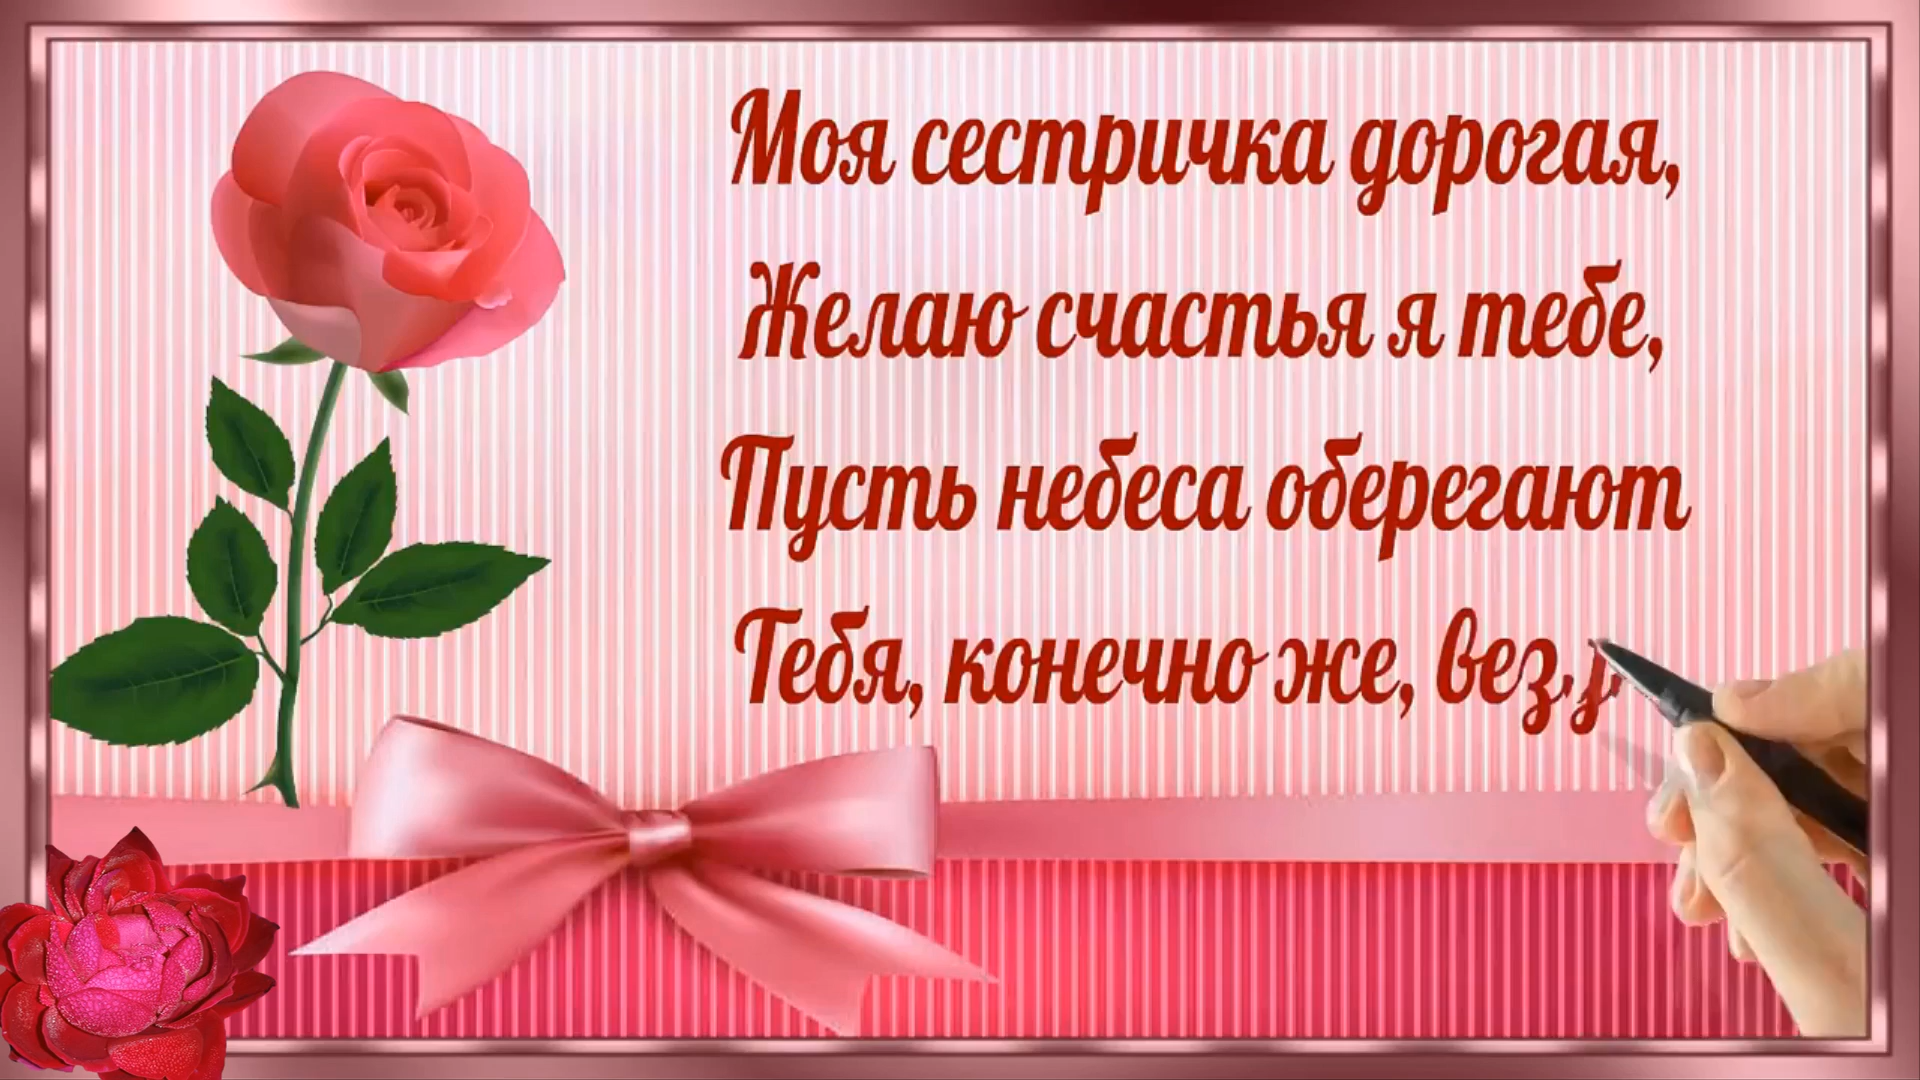 Моя сестричка дорогая,
Желаю счастья я тебе,
Пусть небеса оберегают
Тебя, конечно же,